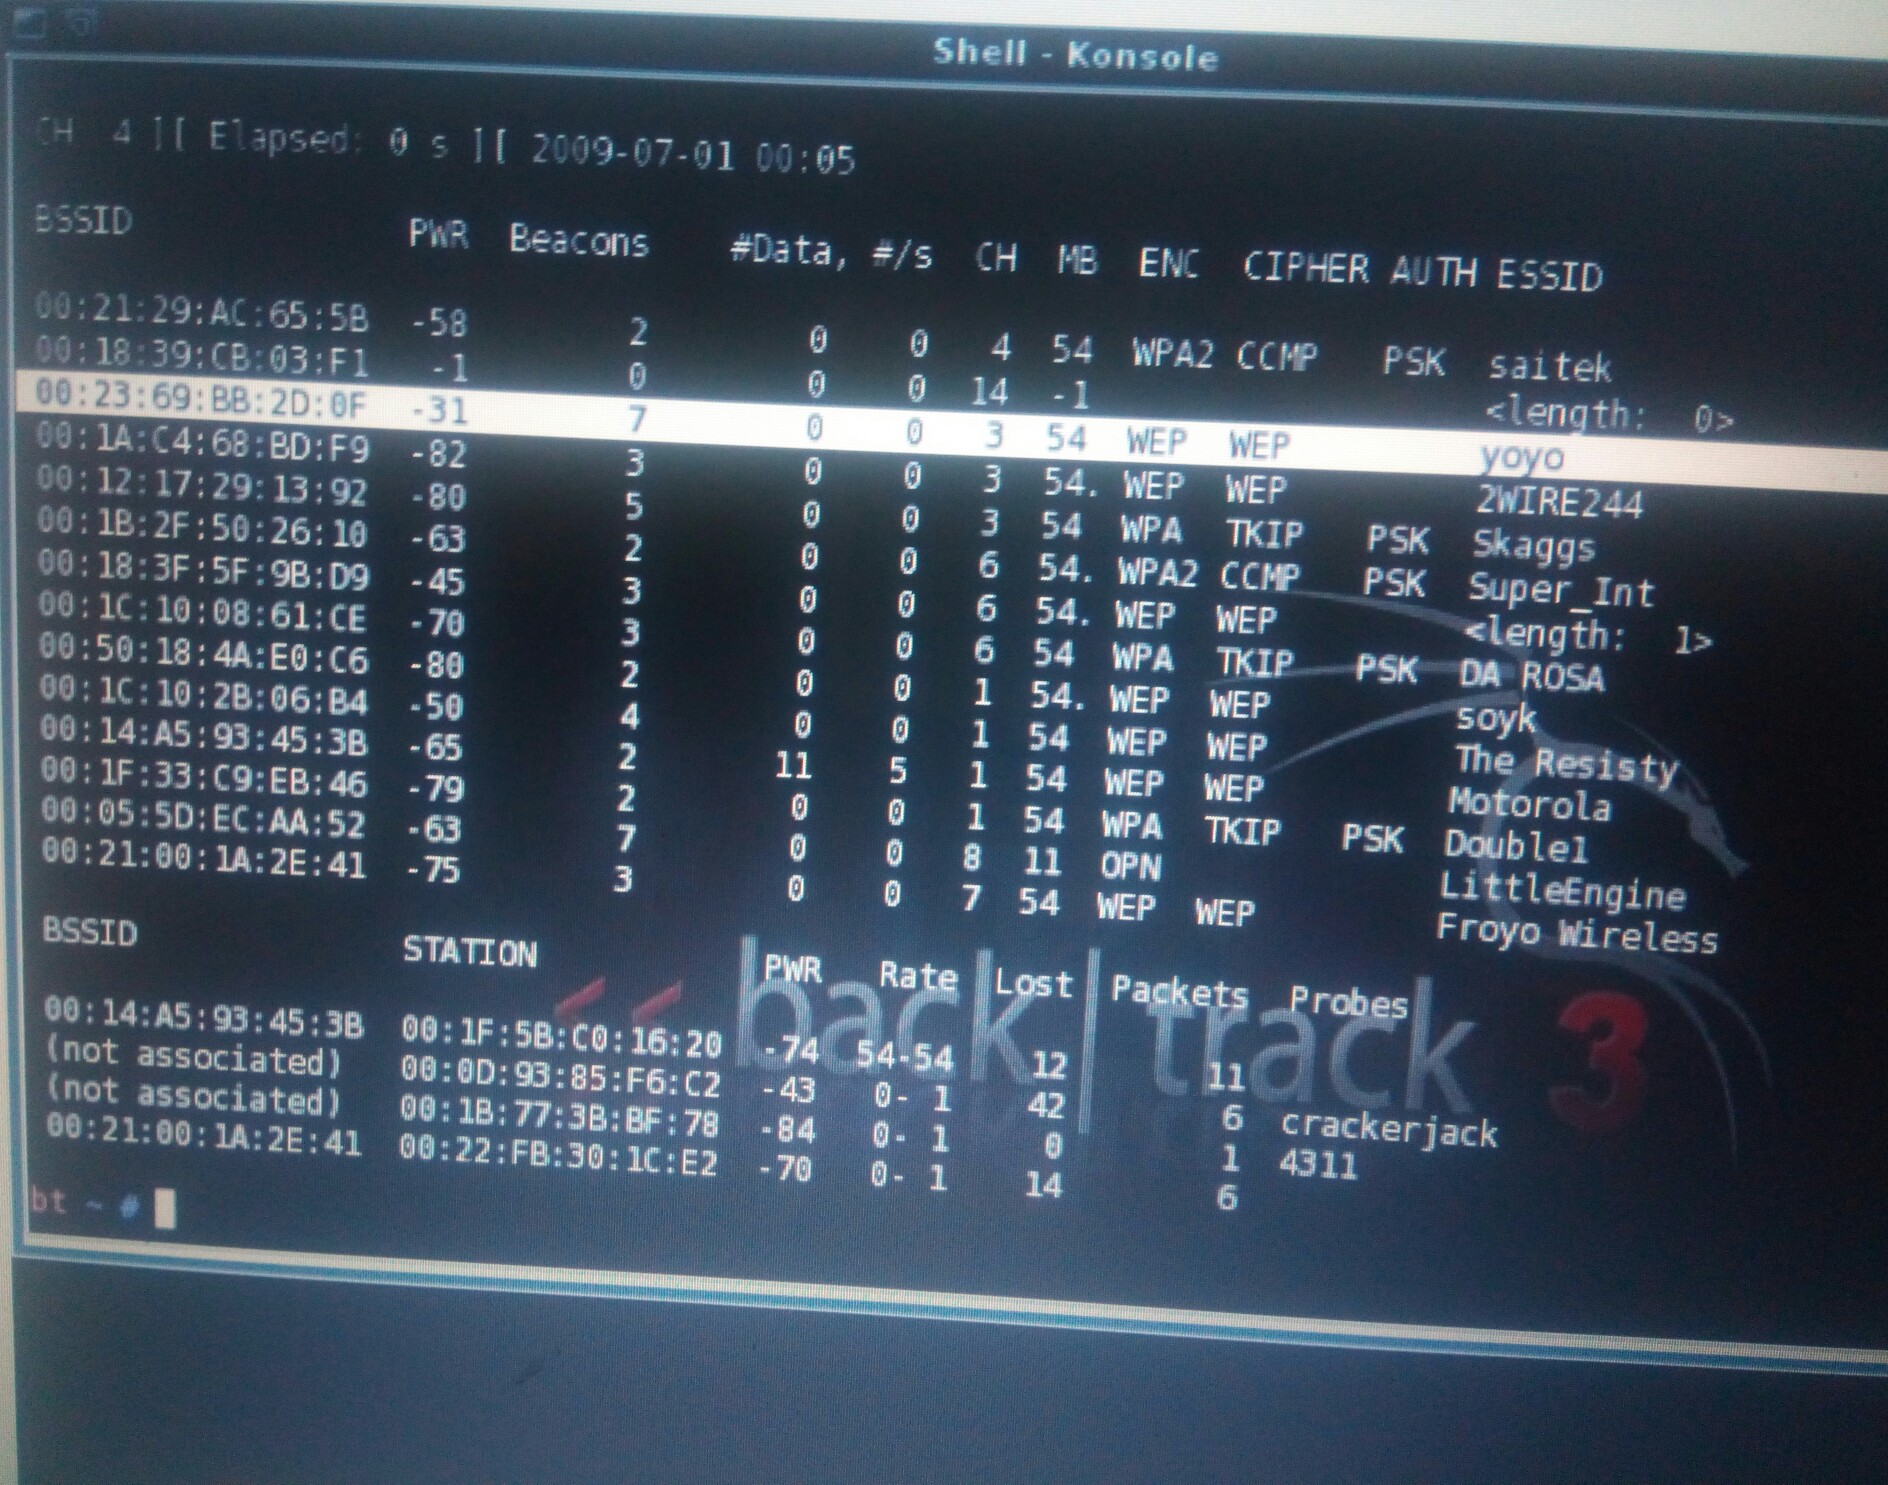 Shell - Konsole
CH 4 ][ Elapsed: 0 s ][ 2009-07-01 00:05
BSSID PWR Beacons #Data, #/s CH MB ENC CIPHER AUTH ESSID
00:21:29:AC:65:5B -58 2 0 0 4 54 WPA2 CCMP PSK saitek
00:18:39:CB:03:F1 -1 0 0 0 14 -1 <length: 0>
00:23:69:BB:2D:0F -31 7 0 0 3 54 WEP WEP yoyo
00:1A:C4:68:BD:F9 -82 3 0 0 3 54. WEP WEP 2WIRE244
00:12:17:29:13:92 -80 5 0 0 3 54 WPA TKIP PSK Skaggs
00:1B:2F:50:26:10 -63 2 0 0 6 54. WPA2 CCMP PSK Super_Int
00:18:3F:5F:9B:D9 -45 3 0 0 6 54. WEP WEP <length: 1>
00:1C:10:08:61:CE -70 3 0 0 6 54 WPA TKIP PSK DA ROSA
00:50:18:4A:E0:C6 -80 2 0 0 1 54. WEP WEP soyk
00:1C:10:2B:06:B4 -50 4 0 0 1 54 WEP WEP The Resisty
00:14:A5:93:45:3B -65 2 11 5 1 54 WEP WEP Motorola
00:1F:33:C9:EB:46 -79 2 0 0 1 54 WPA TKIP PSK Double1
00:05:5D:EC:AA:52 -63 7 0 0 8 11 OPN LittleEngine
00:21:00:1A:2E:41 -75 3 0 0 7 54 WEP WEP Froyo Wireless
BSSID STATION PWR Rate Lost Packets Probes
00:14:A5:93:45:3B 00:1F:5B:C0:16:20 -74 54-54 12 11
(not associated) 00:0D:93:85:F6:C2 -43 0- 1 42 6 crackerjack
(not associated) 00:1B:77:3B:BF:78 -84 0- 1 0 1 4311
00:21:00:1A:2E:41 00:22:FB:30:1C:E2 -70 0- 1 14 6
bt ~ #
<< back | track 3